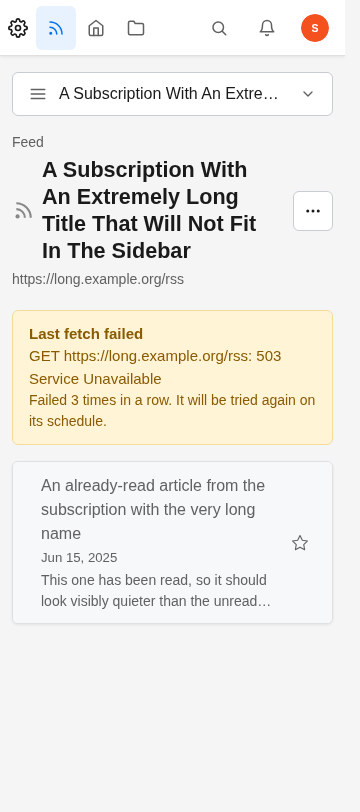 S
A Subscription With An Extre…
Feed
A Subscription With
An Extremely Long
Title That Will Not Fit
In The Sidebar
https://long.example.org/rss
Last fetch failed
GET https://long.example.org/rss: 503
Service Unavailable
Failed 3 times in a row. It will be tried again on
its schedule.
An already-read article from the
subscription with the very long
name
Jun 15, 2025
This one has been read, so it should
look visibly quieter than the unread…